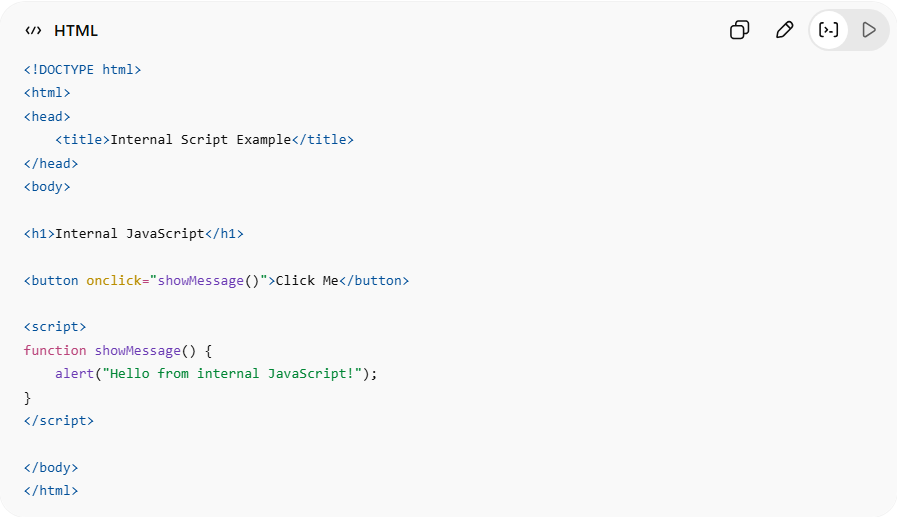 HTML
<!DOCTYPE html>
<html>
<head>
    <title>Internal Script Example</title>
</head>
<body>

<h1>Internal JavaScript</h1>

<button onclick="showMessage()">Click Me</button>

<script>
function showMessage() {
    alert("Hello from internal JavaScript!");
}
</script>

</body>
</html>